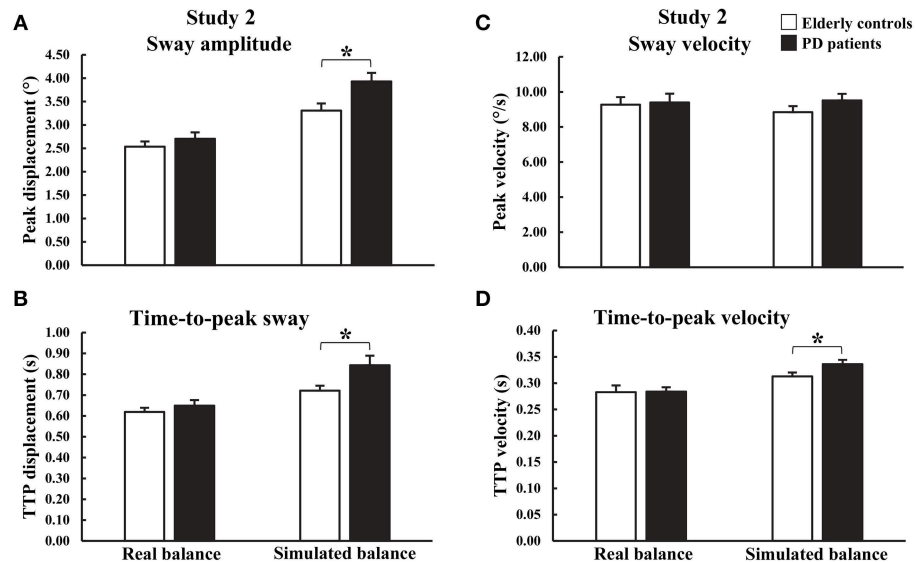 A
Study 2
Sway amplitude
Peak displacement (°)
4.50
4.00
3.50
3.00
2.50
2.00
1.50
1.00
0.50
0.00
*
C
Study 2
Sway velocity
Elderly controls
PD patients
Peak velocity (°/s)
12.00
10.00
8.00
6.00
4.00
2.00
0.00
B
Time-to-peak sway
TTP displacement (s)
1.00
0.90
0.80
0.70
0.60
0.50
0.40
0.30
0.20
0.10
0.00
*
Real balance
Simulated balance
D
Time-to-peak velocity
TTP velocity (s)
0.40
0.35
0.30
0.25
0.20
0.15
0.10
0.05
0.00
*
Real balance
Simulated balance